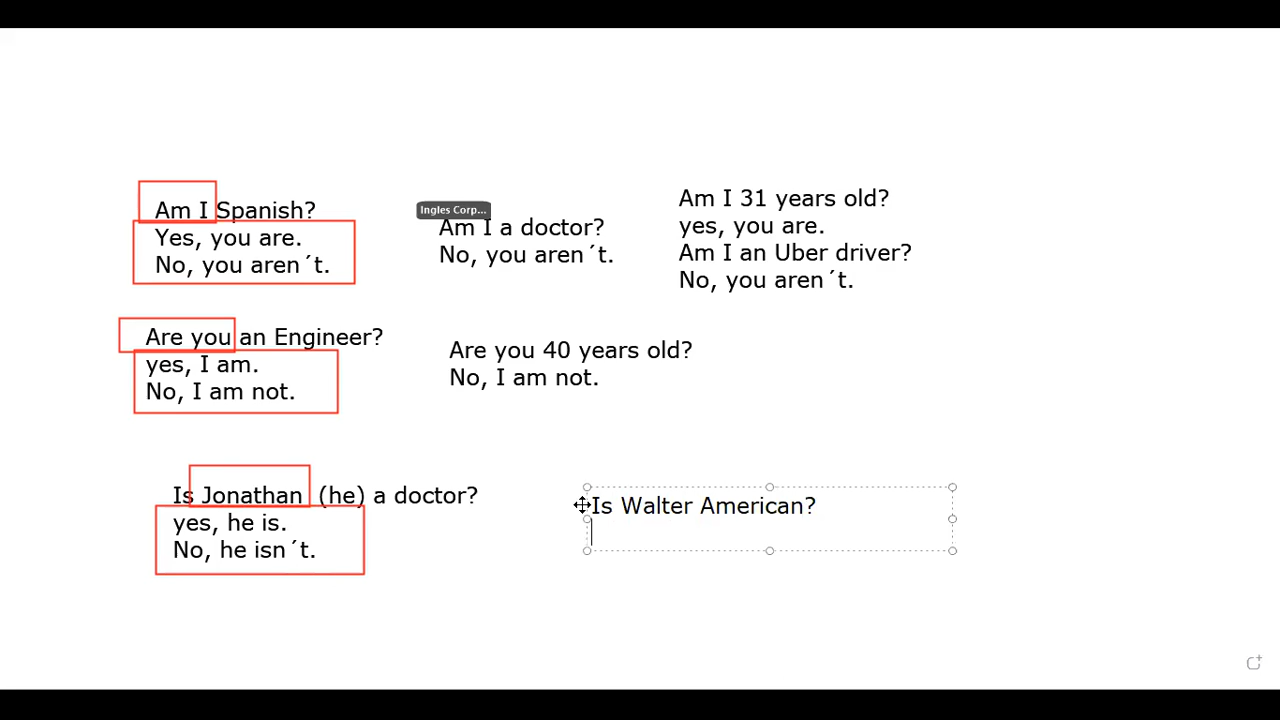 Am I Spanish?
Yes, you are.
No, you aren´t.
Ingles Corp...
Am I a doctor?
No, you aren´t.
Am I 31 years old?
yes, you are.
Am I an Uber driver?
No, you aren´t.
Are you an Engineer?
yes, I am.
No, I am not.
Are you 40 years old?
No, I am not.
Is Jonathan (he) a doctor?
yes, he is.
No, he isn´t.
Is Walter American?